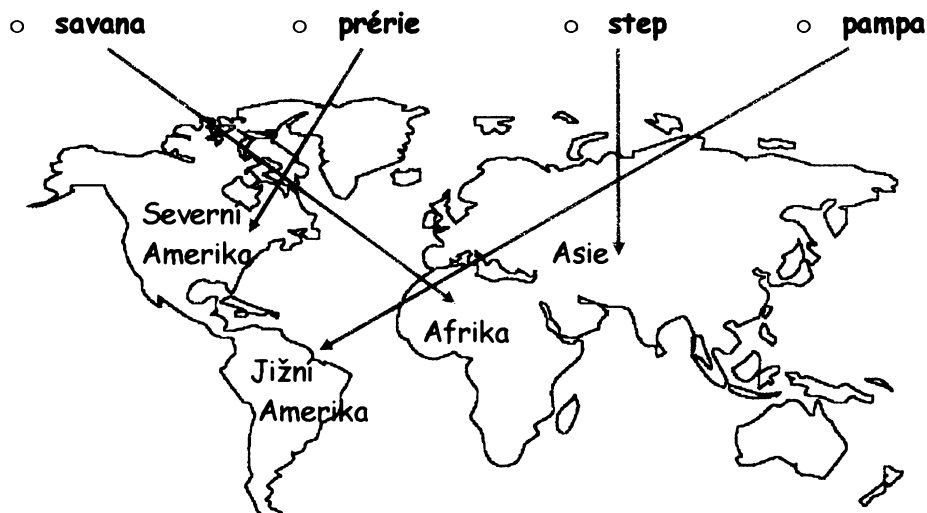 ○ savana ○ prérie ○ step ○ pampa
Severní
Amerika
Asie
Afrika
Jižní
Amerika